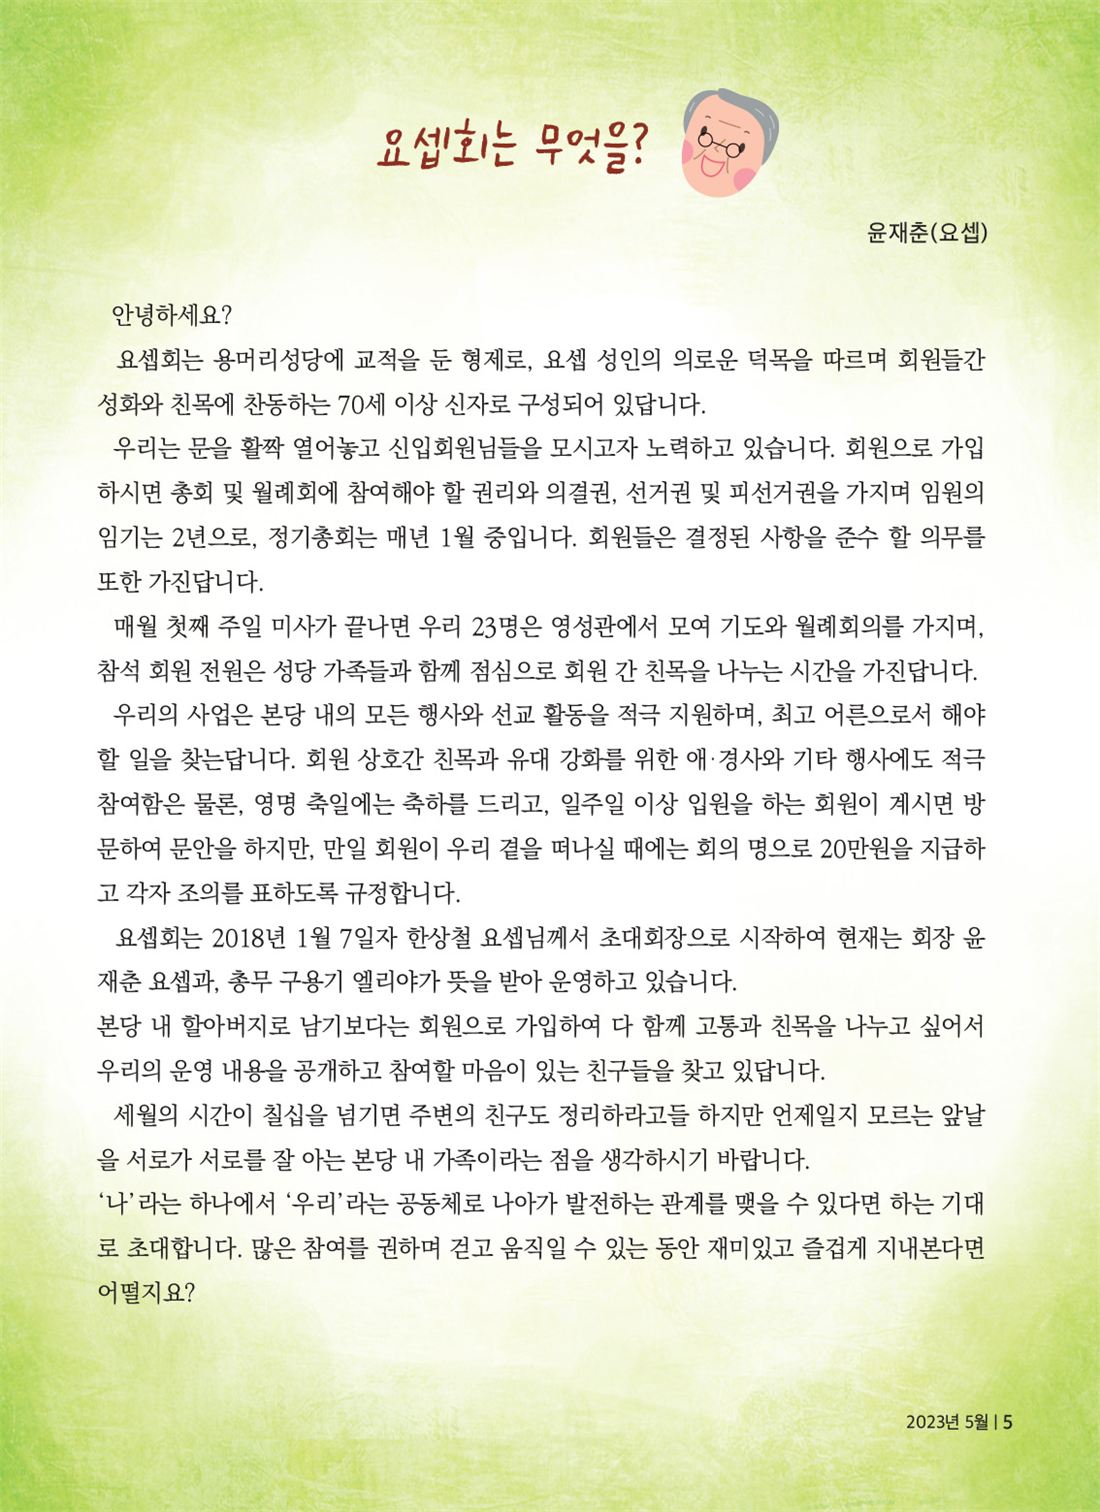 요셉회는 무엇을?
윤재춘(요셉)
안녕하세요?
요셉회는 용머리성당에 교적을 둔 형제로, 요셉 성인의 의로운 덕목을 따르며 회원들간
성화와 친목에 찬동하는 70세 이상 신자로 구성되어 있답니다.
우리는 문을 활짝 열어놓고 신입회원님들을 모시고자 노력하고 있습니다. 회원으로 가입
하시면 총회 및 월례회에 참여해야 할 권리와 의결권, 선거권 및 피선거권을 가지며 임원의
임기는 2년으로, 정기총회는 매년 1월 중입니다. 회원들은 결정된 사항을 준수 할 의무를
또한 가진답니다.
매월 첫째 주일 미사가 끝나면 우리 23명은 영성관에서 모여 기도와 월례회의를 가지며,
참석 회원 전원은 성당 가족들과 함께 점심으로 회원 간 친목을 나누는 시간을 가진답니다.
우리의 사업은 본당 내의 모든 행사와 선교 활동을 적극 지원하며, 최고 어른으로서 해야
할 일을 찾는답니다. 회원 상호간 친목과 유대 강화를 위한 애·경사와 기타 행사에도 적극
참여함은 물론, 영명 축일에는 축하를 드리고, 일주일 이상 입원을 하는 회원이 계시면 방
문하여 문안을 하지만, 만일 회원이 우리 곁을 떠나실 때에는 회의 명으로 20만원을 지급하
고 각자 조의를 표하도록 규정합니다.
요셉회는 2018년 1월 7일자 한상철 요셉님께서 초대회장으로 시작하여 현재는 회장 윤
재춘 요셉과, 총무 구용기 엘리야가 뜻을 받아 운영하고 있습니다.
본당 내 할아버지로 남기보다는 회원으로 가입하여 다 함께 고통과 친목을 나누고 싶어서
우리의 운영 내용을 공개하고 참여할 마음이 있는 친구들을 찾고 있답니다.
세월의 시간이 칠십을 넘기면 주변의 친구도 정리하라고들 하지만 언제일지 모르는 앞날
을 서로가 서로를 잘 아는 본당 내 가족이라는 점을 생각하시기 바랍니다.
‘나’라는 하나에서 ‘우리’라는 공동체로 나아가 발전하는 관계를 맺을 수 있다면 하는 기대
로 초대합니다. 많은 참여를 권하며 걷고 움직일 수 있는 동안 재미있고 즐겁게 지내본다면
어떨지요?
2023년 5월 | 5